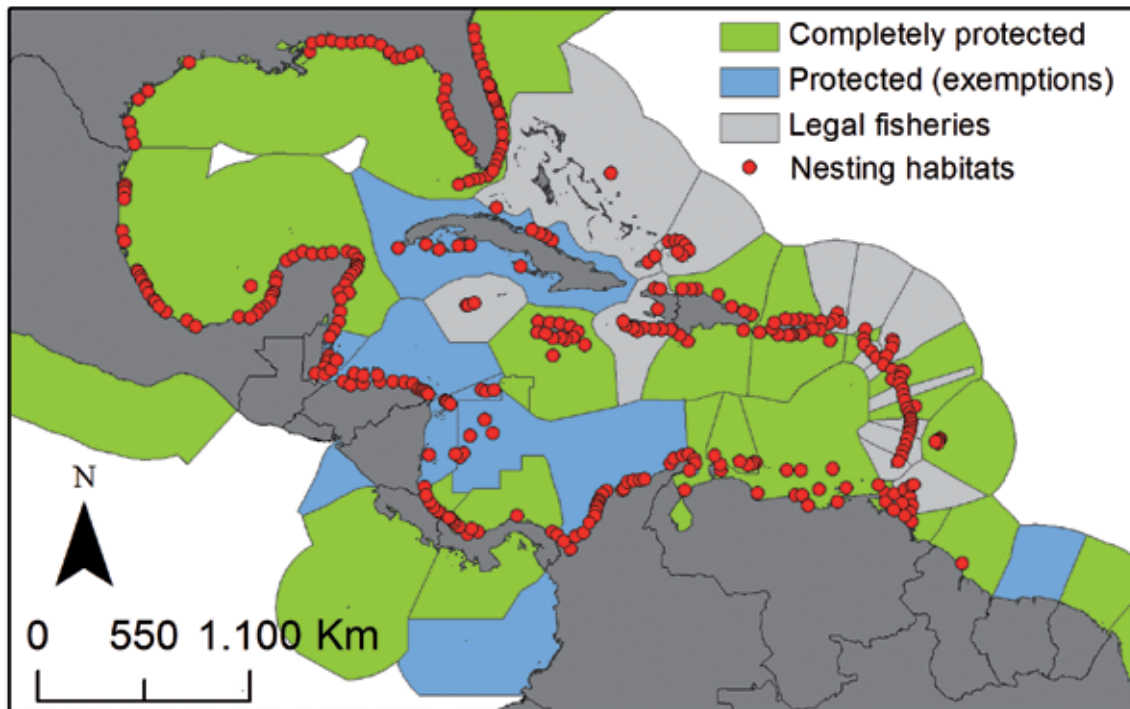 Completely protected
Protected (exemptions)
Legal fisheries
Nesting habitats
N
0 550 1.100 Km